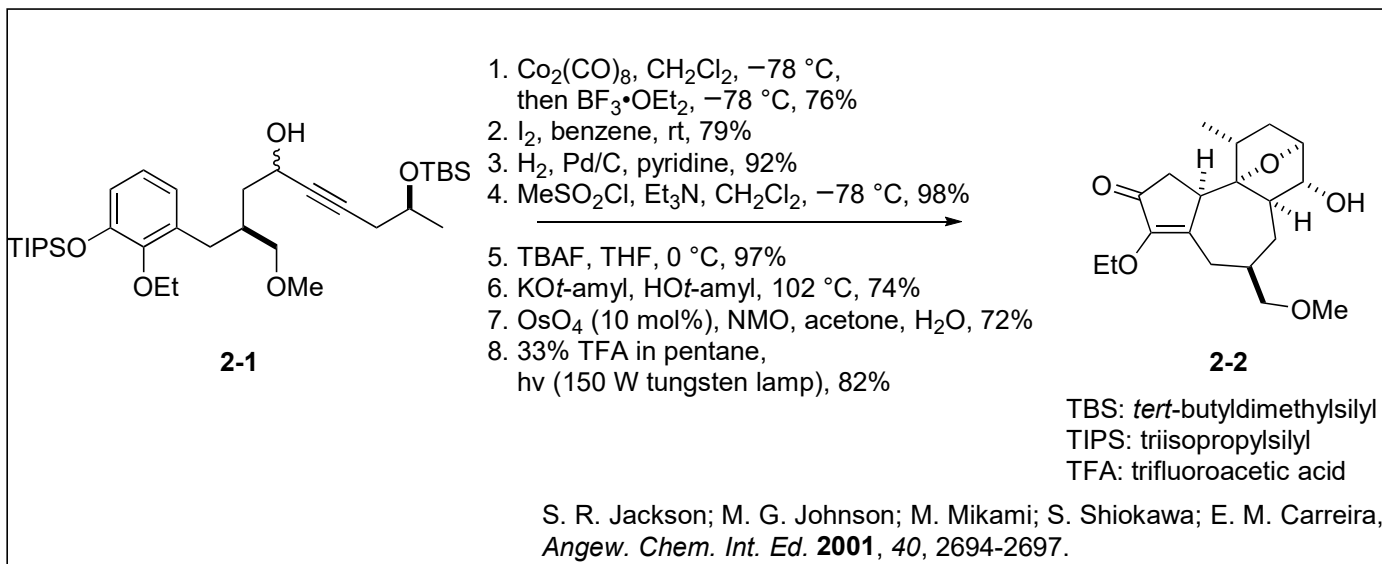 1. Co₂(CO)₈, CH₂Cl₂, −78 °C,
then BF₃•OEt₂, −78 °C, 76%
2. I₂, benzene, rt, 79%
3. H₂, Pd/C, pyridine, 92%
4. MeSO₂Cl, Et₃N, CH₂Cl₂, −78 °C, 98%
5. TBAF, THF, 0 °C, 97%
6. KOt-amyl, HOt-amyl, 102 °C, 74%
7. OsO₄ (10 mol%), NMO, acetone, H₂O, 72%
8. 33% TFA in pentane,
hv (150 W tungsten lamp), 82%
OH
OTBS
TIPSO
OEt
OMe
2-1
H
O
O
H
OH
EtO
OMe
2-2
TBS: tert-butyldimethylsilyl
TIPS: triisopropylsilyl
TFA: trifluoroacetic acid
S. R. Jackson; M. G. Johnson; M. Mikami; S. Shiokawa; E. M. Carreira,
Angew. Chem. Int. Ed. 2001, 40, 2694-2697.